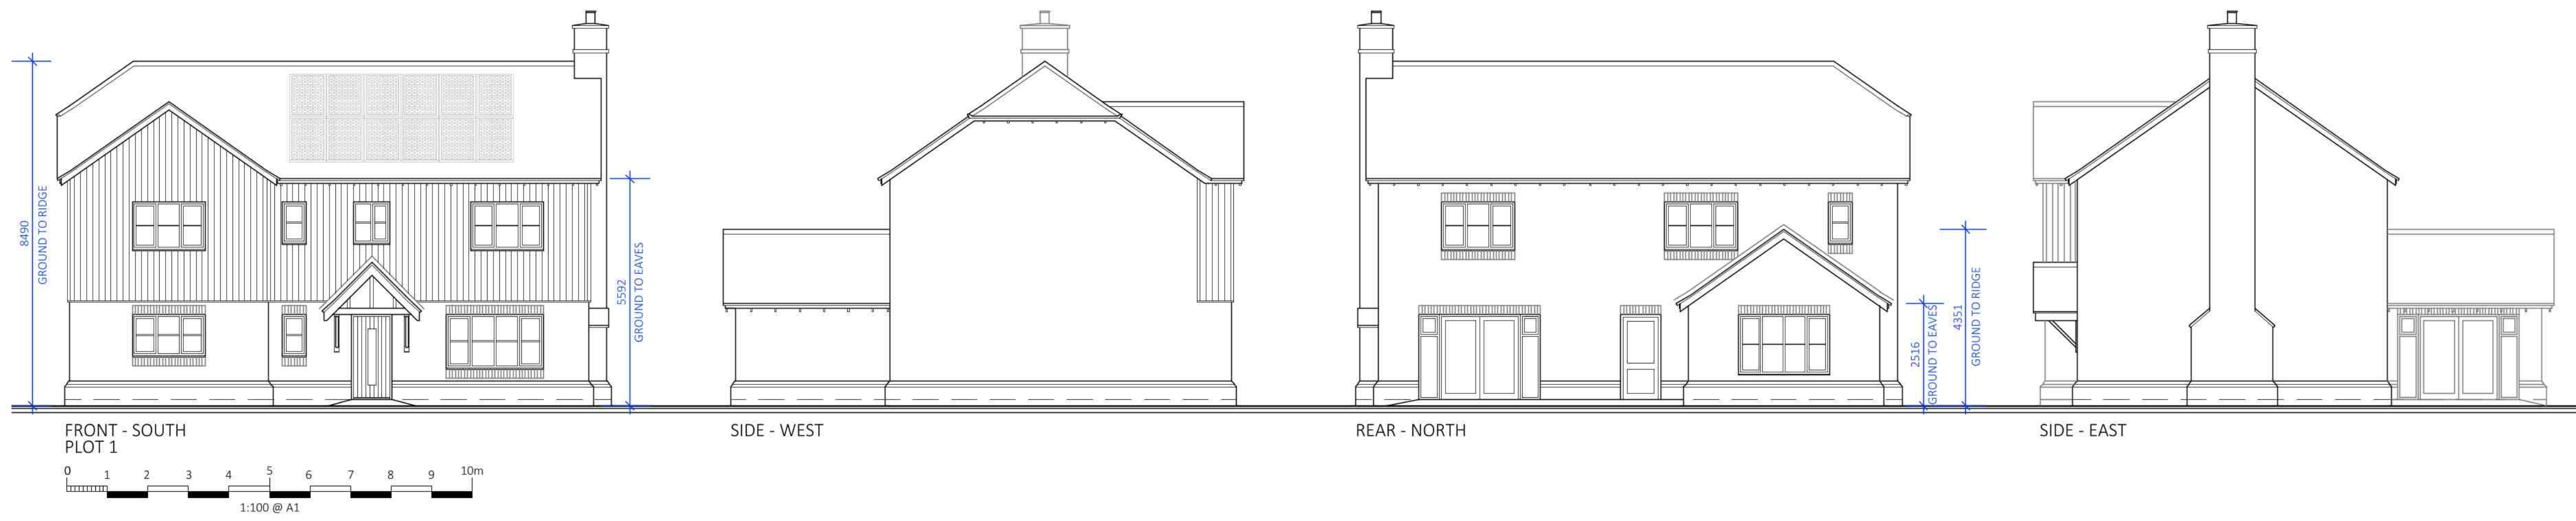 8490
GROUND TO RIDGE
5592
GROUND TO EAVES
2516
GROUND TO EAVES
4351
GROUND TO RIDGE
FRONT - SOUTH
PLOT 1
SIDE - WEST
REAR - NORTH
SIDE - EAST
0 1 2 3 4 5 6 7 8 9 10m
1:100 @ A1